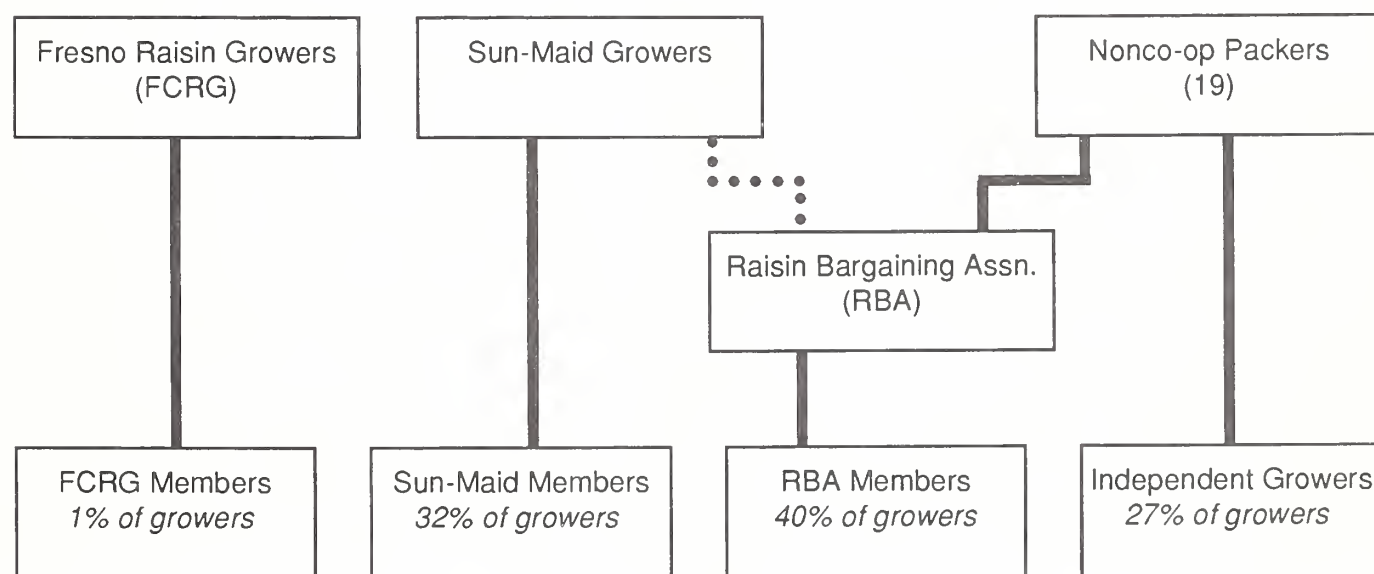 Fresno Raisin Growers
(FCRG)
Sun-Maid Growers
Nonco-op Packers
(19)
Raisin Bargaining Assn.
(RBA)
FCRG Members
1% of growers
Sun-Maid Members
32% of growers
RBA Members
40% of growers
Independent Growers
27% of growers